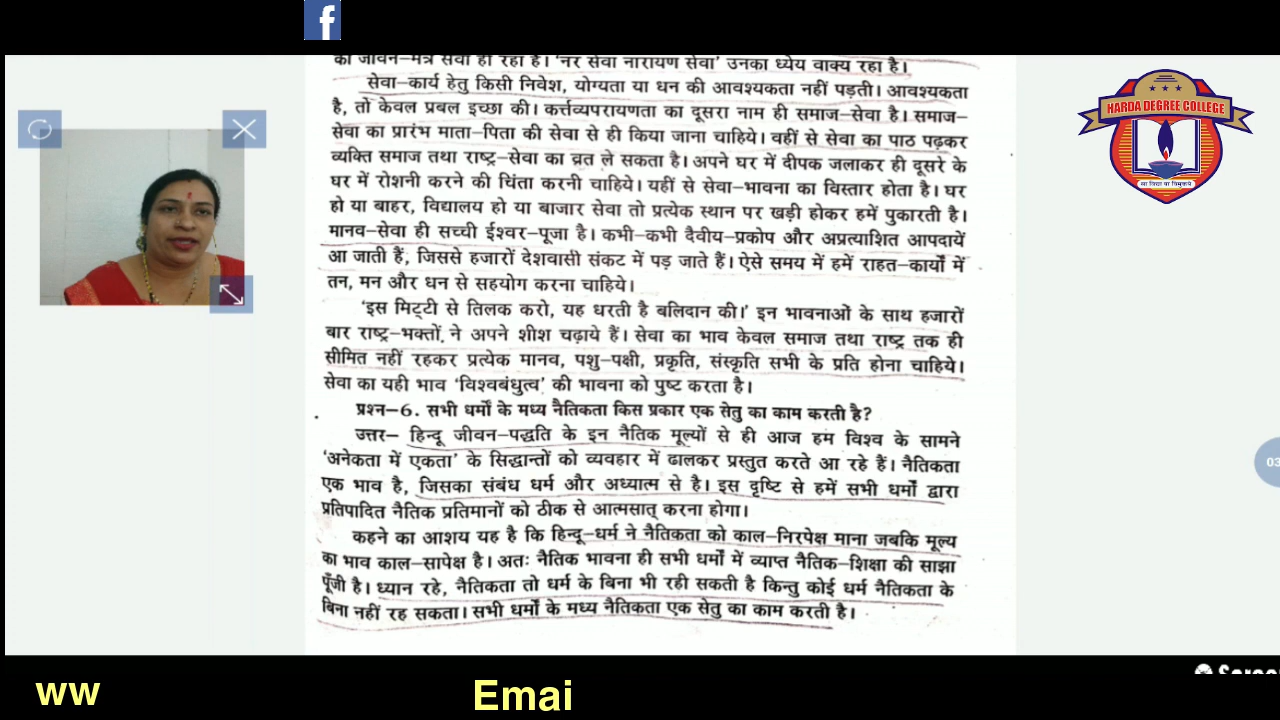 का जीवन-मंत्र सेवा ही रहा है। 'नर सेवा नारायण सेवा' उनका ध्येय वाक्य रहा है।
सेवा-कार्य हेतु किसी निवेश, योग्यता या धन की आवश्यकता नहीं पड़ती। आवश्यकता
है, तो केवल प्रबल इच्छा की। कर्त्तव्यपरायणता का दूसरा नाम ही समाज-सेवा है। समाज-
सेवा का प्रारंभ माता-पिता की सेवा से ही किया जाना चाहिये। वहीं से सेवा का पाठ पढ़कर
व्यक्ति समाज तथा राष्ट्र-सेवा का व्रत ले सकता है। अपने घर में दीपक जलाकर ही दूसरे के
घर में रोशनी करने की चिंता करनी चाहिये। यहीं से सेवा-भावना का विस्तार होता है। घर
हो या बाहर, विद्यालय हो या बाजार सेवा तो प्रत्येक स्थान पर खड़ी होकर हमें पुकारती है।
मानव-सेवा ही सच्ची ईश्वर-पूजा है। कभी-कभी दैवीय-प्रकोप और अप्रत्याशित आपदायें
आ जाती हैं, जिससे हजारों देशवासी संकट में पड़ जाते हैं। ऐसे समय में हमें राहत-कार्यों में
तन, मन और धन से सहयोग करना चाहिये।
'इस मिट्टी से तिलक करो, यह धरती है बलिदान की।' इन भावनाओं के साथ हजारों
बार राष्ट्र-भक्तों ने अपने शीश चढ़ाये हैं। सेवा का भाव केवल समाज तथा राष्ट्र तक ही
सीमित नहीं रहकर प्रत्येक मानव, पशु-पक्षी, प्रकृति, संस्कृति सभी के प्रति होना चाहिये।
सेवा का यही भाव 'विश्वबंधुत्व' की भावना को पुष्ट करता है।
प्रश्न-6. सभी धर्मों के मध्य नैतिकता किस प्रकार एक सेतु का काम करती है?
उत्तर- हिन्दू जीवन-पद्धति के इन नैतिक मूल्यों से ही आज हम विश्व के सामने
'अनेकता में एकता' के सिद्धान्तों को व्यवहार में ढालकर प्रस्तुत करते आ रहे हैं। नैतिकता
एक भाव है, जिसका संबंध धर्म और अध्यात्म से है। इस दृष्टि से हमें सभी धर्मों द्वारा
प्रतिपादित नैतिक प्रतिमानों को ठीक से आत्मसात् करना होगा।
कहने का आशय यह है कि हिन्दू-धर्म ने नैतिकता को काल-निरपेक्ष माना जबकि मूल्य
का भाव काल-सापेक्ष है। अतः नैतिक भावना ही सभी धर्मों में व्याप्त नैतिक-शिक्षा की साझा
पूँजी है। ध्यान रहे, नैतिकता तो धर्म के बिना भी रही सकती है किन्तु कोई धर्म नैतिकता के
बिना नहीं रह सकता। सभी धर्मों के मध्य नैतिकता एक सेतु का काम करती है।
HARDA DEGREE COLLEGE
सा विद्या या विमुक्तये
03
ww
Emai